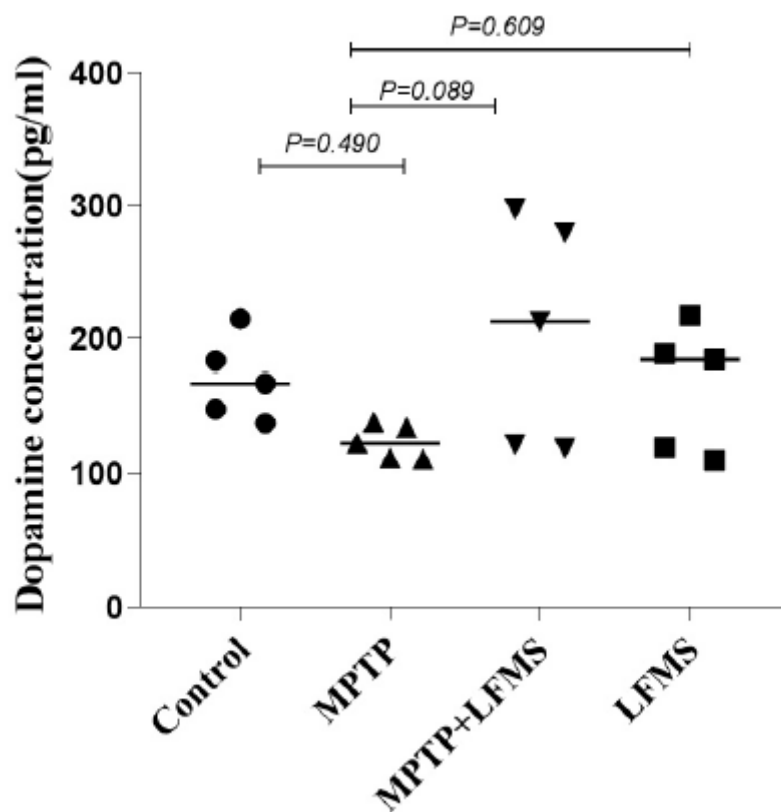 P=0.609
P=0.089
P=0.490
Dopamine concentration(pg/ml)
400
300
200
100
0
Control
MPTP
MPTP+LFMS
LFMS